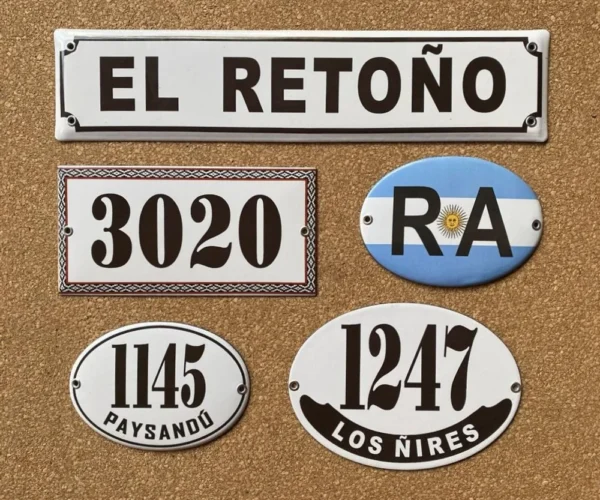 EL RETOÑO
3020
RA
1145
PAYSANDÚ
1247
LOS ÑIRES